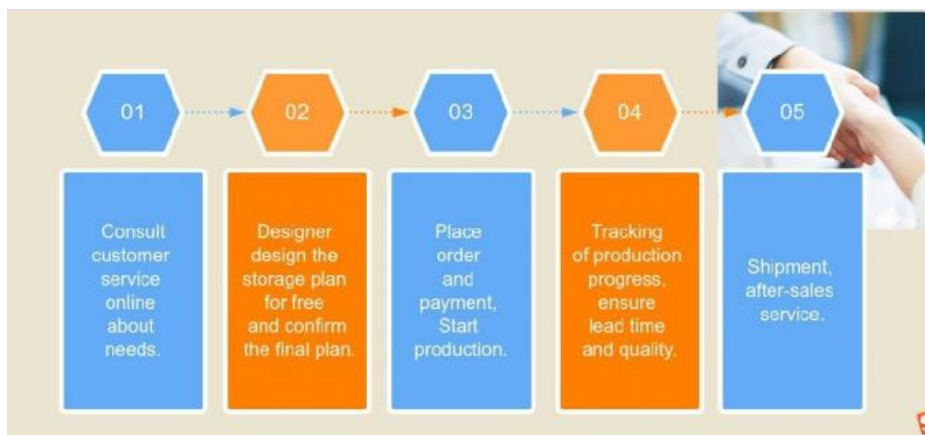 01
02
03
04
05
Consult
customer
service
online
about
needs.
Designer
design the
storage plan
for free
and confirm
the final plan.
Place
order
and
payment,
Start
production.
Tracking
of production
progress,
ensure
lead time
and quality.
Shipment,
after-sales
service.